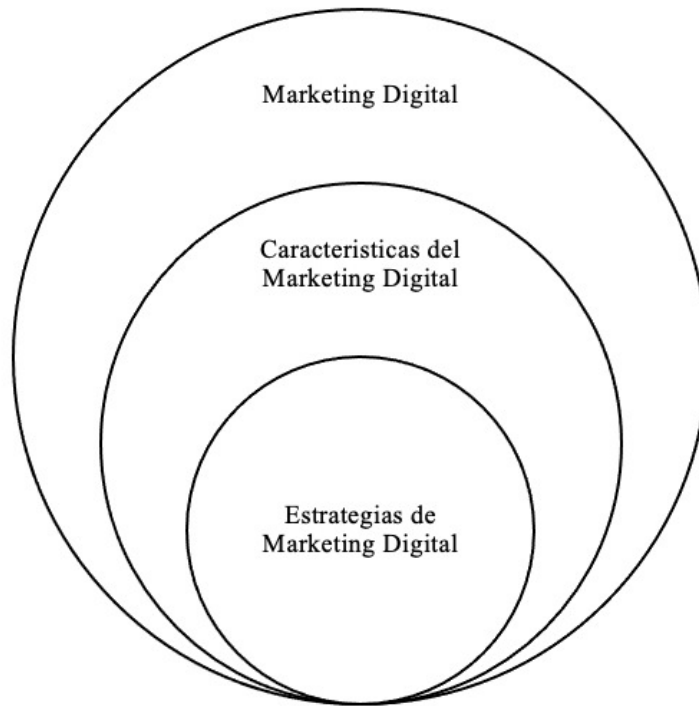 Marketing Digital
Caracteristicas del
Marketing Digital
Estrategias de
Marketing Digital